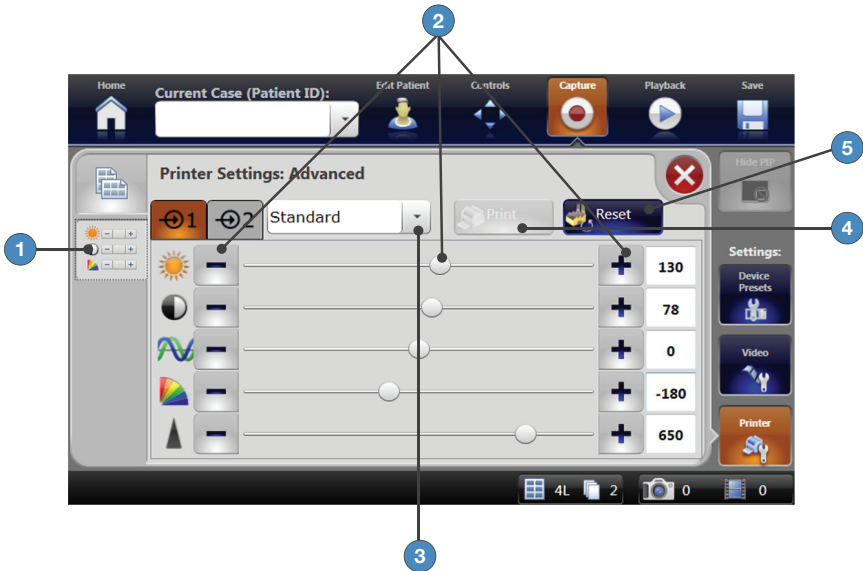 2
Home
Current Case (Patient ID):
Edit Patient
Controls
Capture
Playback
Save
5
Printer Settings: Advanced
Hide PIP
1 2 Standard
Print
Reset
4
1
Settings:
130
Device
Presets
78
0
Video
-180
Printer
650
4L 2 0 0
3